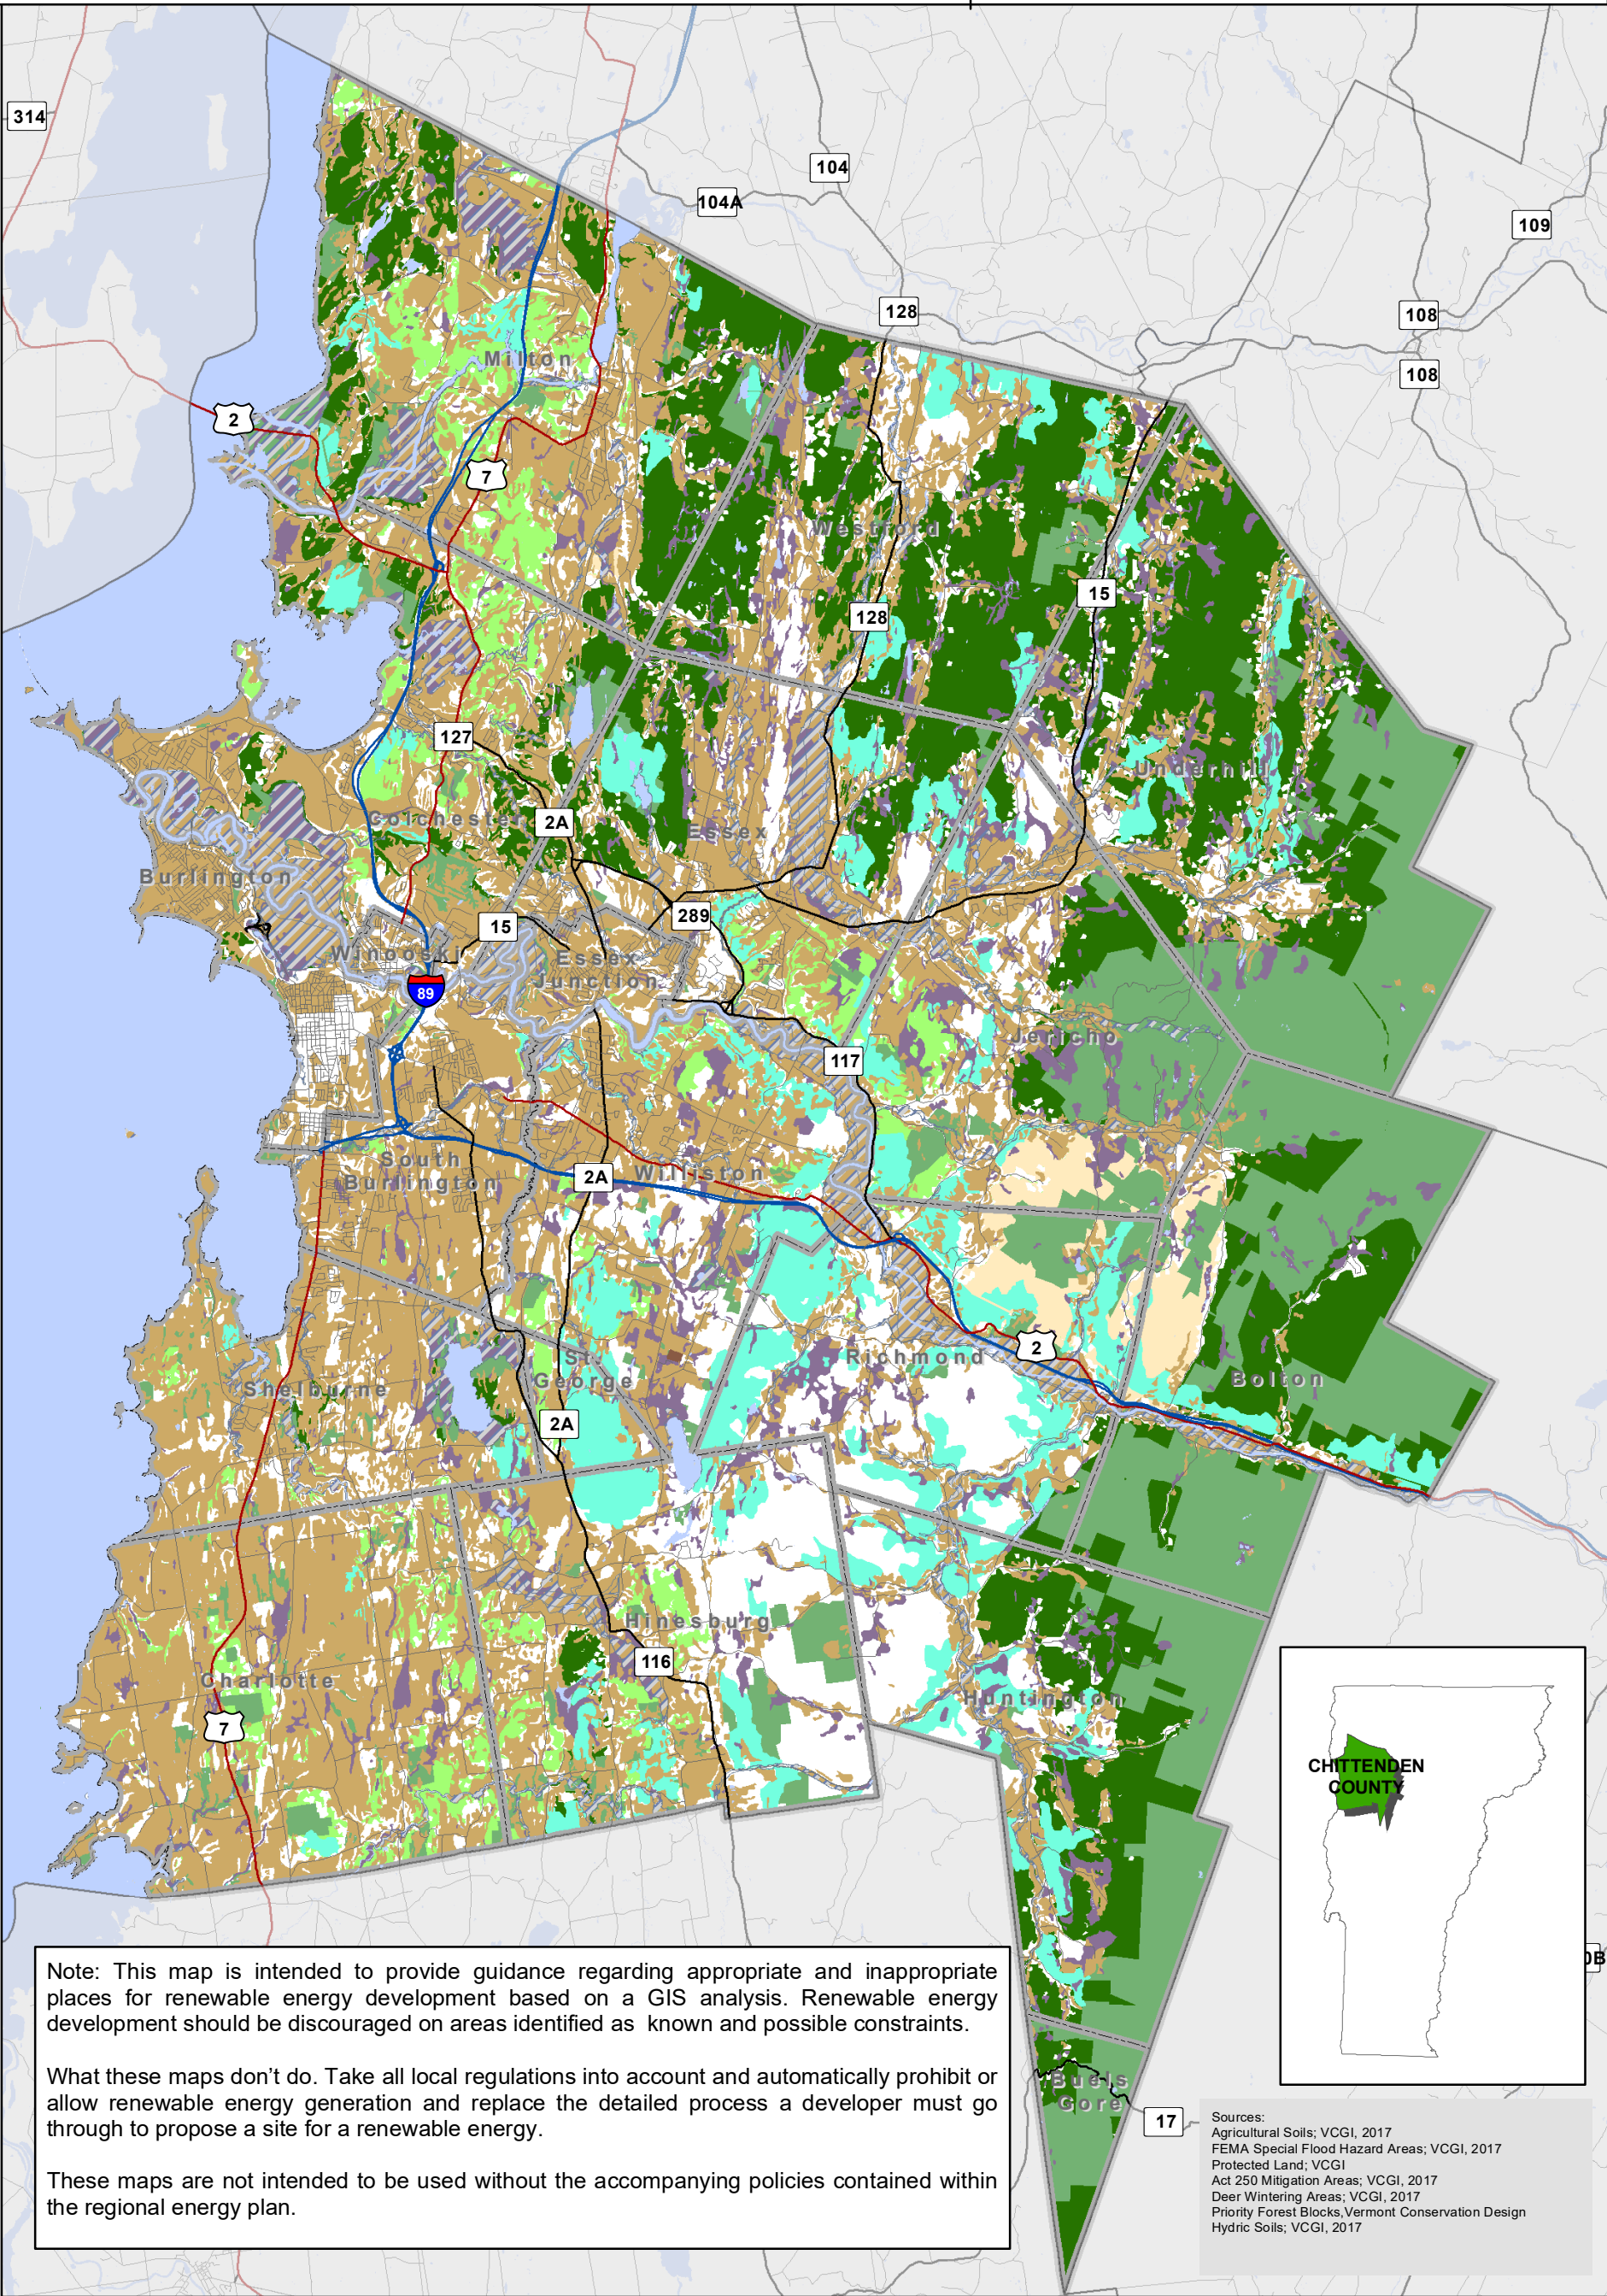 314
104
104A
109
128
108
108
Milton
2
7
Westford
15
128
127
Underhill
Colchester
2A
Essex
Burlington
289
15
Winooski
Essex
Junction
89
Jericho
117
South
Burlington
2A
Williston
2
Richmond
St.
George
Bolton
Shelburne
2A
Hinesburg
116
Charlotte
Huntington
7
CHITTENDEN
COUNTY
0B
Note: This map is intended to provide guidance regarding appropriate and inappropriate
places for renewable energy development based on a GIS analysis. Renewable energy
development should be discouraged on areas identified as known and possible constraints.
What these maps don’t do. Take all local regulations into account and automatically prohibit or
allow renewable energy generation and replace the detailed process a developer must go
through to propose a site for a renewable energy.
These maps are not intended to be used without the accompanying policies contained within
the regional energy plan.
Buels
Gore
17
Sources:
Agricultural Soils; VCGI, 2017
FEMA Special Flood Hazard Areas; VCGI, 2017
Protected Land; VCGI
Act 250 Mitigation Areas; VCGI, 2017
Deer Wintering Areas; VCGI, 2017
Priority Forest Blocks,Vermont Conservation Design
Hydric Soils; VCGI, 2017